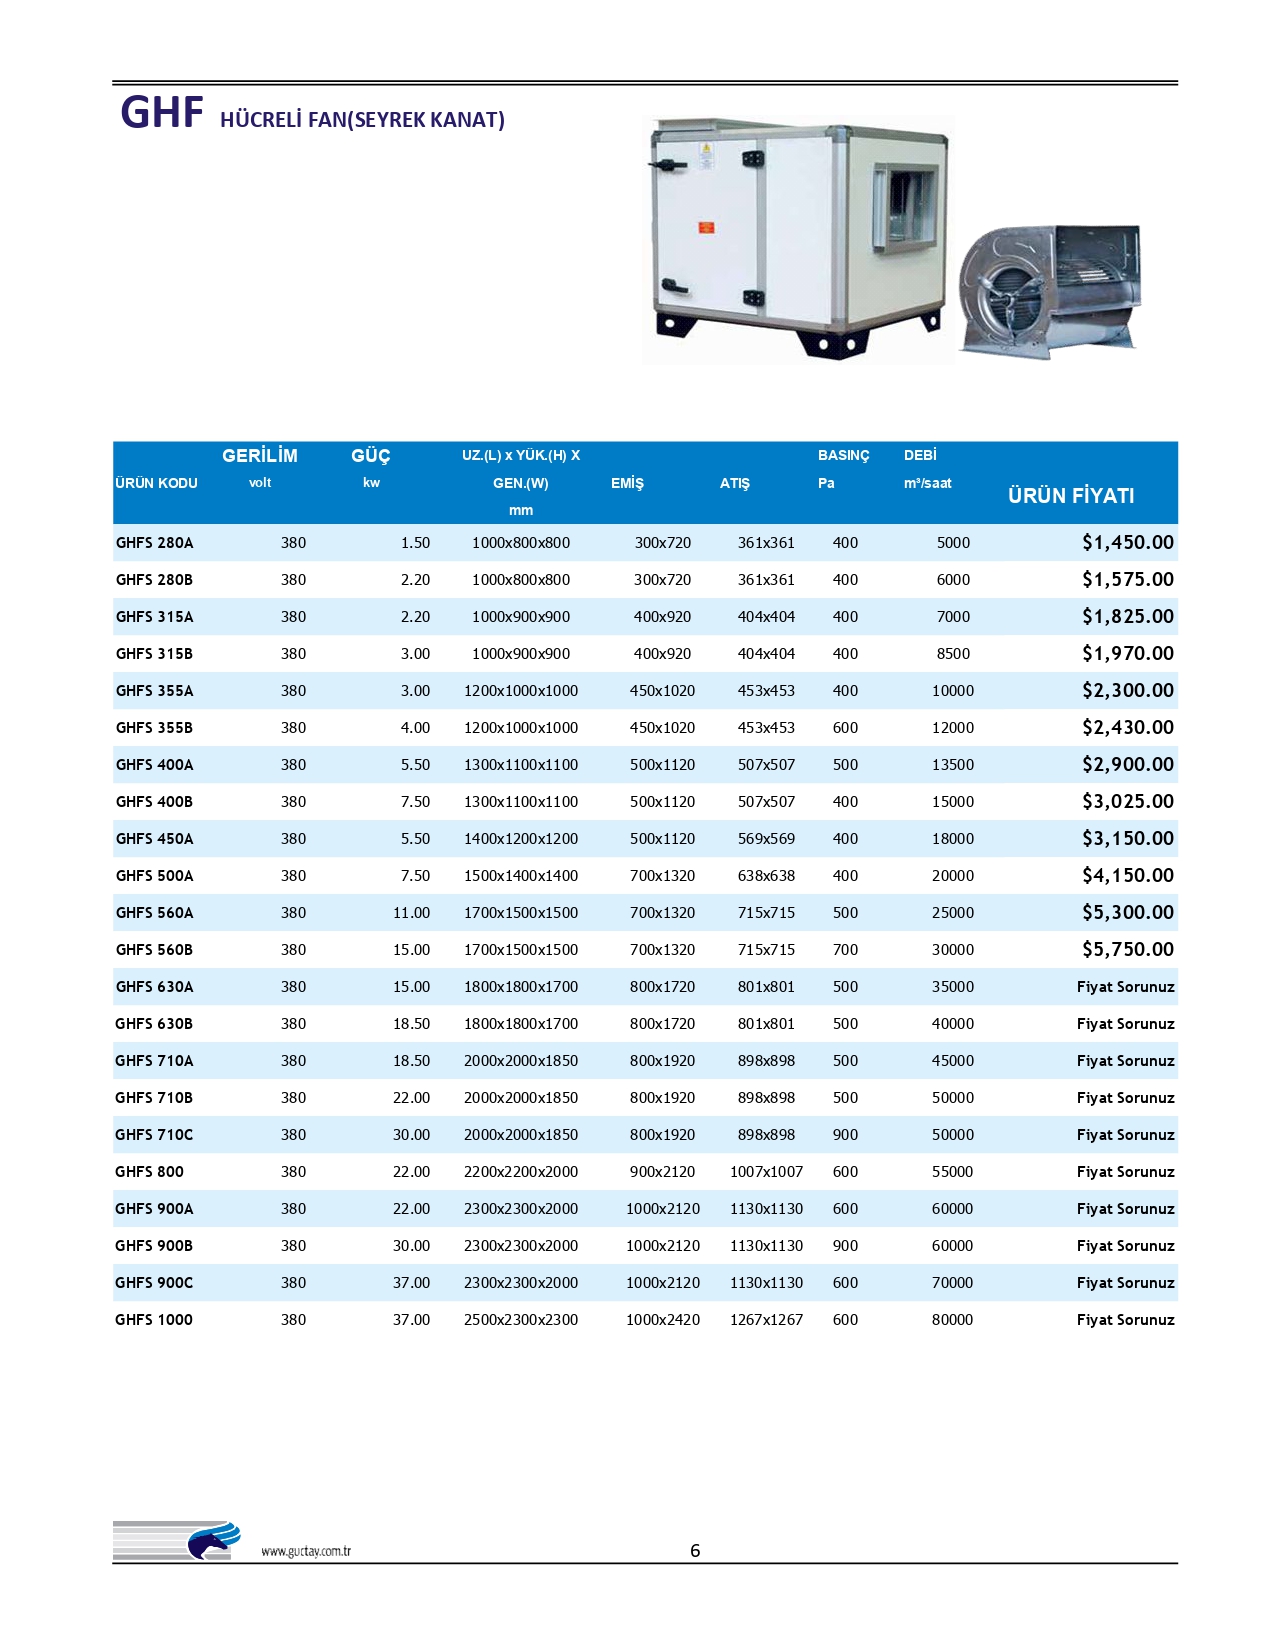 GHF HÜCRELİ FAN(SEYREK KANAT)
GERİLİM GÜÇ UZ.(L) x YÜK.(H) X BASINÇ DEBİ
ÜRÜN KODU volt kw GEN.(W) EMİŞ ATIŞ Pa m³/saat ÜRÜN FİYATI
mm
GHFS 280A 380 1.50 1000x800x800 300x720 361x361 400 5000 $1,450.00
GHFS 280B 380 2.20 1000x800x800 300x720 361x361 400 6000 $1,575.00
GHFS 315A 380 2.20 1000x900x900 400x920 404x404 400 7000 $1,825.00
GHFS 315B 380 3.00 1000x900x900 400x920 404x404 400 8500 $1,970.00
GHFS 355A 380 3.00 1200x1000x1000 450x1020 453x453 400 10000 $2,300.00
GHFS 355B 380 4.00 1200x1000x1000 450x1020 453x453 600 12000 $2,430.00
GHFS 400A 380 5.50 1300x1100x1100 500x1120 507x507 500 13500 $2,900.00
GHFS 400B 380 7.50 1300x1100x1100 500x1120 507x507 400 15000 $3,025.00
GHFS 450A 380 5.50 1400x1200x1200 500x1120 569x569 400 18000 $3,150.00
GHFS 500A 380 7.50 1500x1400x1400 700x1320 638x638 400 20000 $4,150.00
GHFS 560A 380 11.00 1700x1500x1500 700x1320 715x715 500 25000 $5,300.00
GHFS 560B 380 15.00 1700x1500x1500 700x1320 715x715 700 30000 $5,750.00
GHFS 630A 380 15.00 1800x1800x1700 800x1720 801x801 500 35000 Fiyat Sorunuz
GHFS 630B 380 18.50 1800x1800x1700 800x1720 801x801 500 40000 Fiyat Sorunuz
GHFS 710A 380 18.50 2000x2000x1850 800x1920 898x898 500 45000 Fiyat Sorunuz
GHFS 710B 380 22.00 2000x2000x1850 800x1920 898x898 500 50000 Fiyat Sorunuz
GHFS 710C 380 30.00 2000x2000x1850 800x1920 898x898 900 50000 Fiyat Sorunuz
GHFS 800 380 22.00 2200x2200x2000 900x2120 1007x1007 600 55000 Fiyat Sorunuz
GHFS 900A 380 22.00 2300x2300x2000 1000x2120 1130x1130 600 60000 Fiyat Sorunuz
GHFS 900B 380 30.00 2300x2300x2000 1000x2120 1130x1130 900 60000 Fiyat Sorunuz
GHFS 900C 380 37.00 2300x2300x2000 1000x2120 1130x1130 600 70000 Fiyat Sorunuz
GHFS 1000 380 37.00 2500x2300x2300 1000x2420 1267x1267 600 80000 Fiyat Sorunuz
www.guctay.com.tr 6